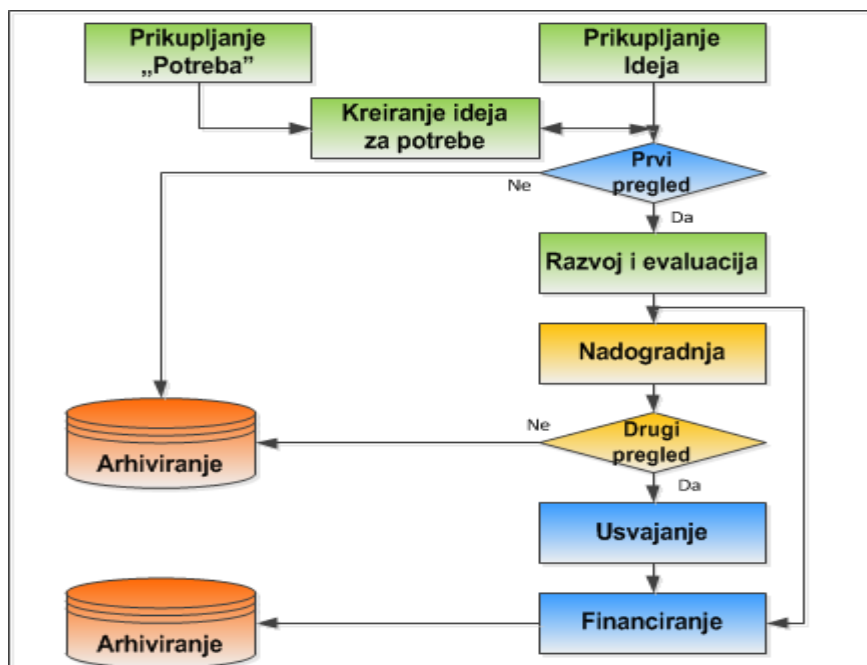 Prikupljanje
„Potreba”
Prikupljanje
Ideja
Kreiranje ideja
za potrebe
Prvi
pregled
Ne
Da
Razvoj i evaluacija
Nadogradnja
Drugi
pregled
Ne
Da
Arhiviranje
Usvajanje
Financiranje
Arhiviranje